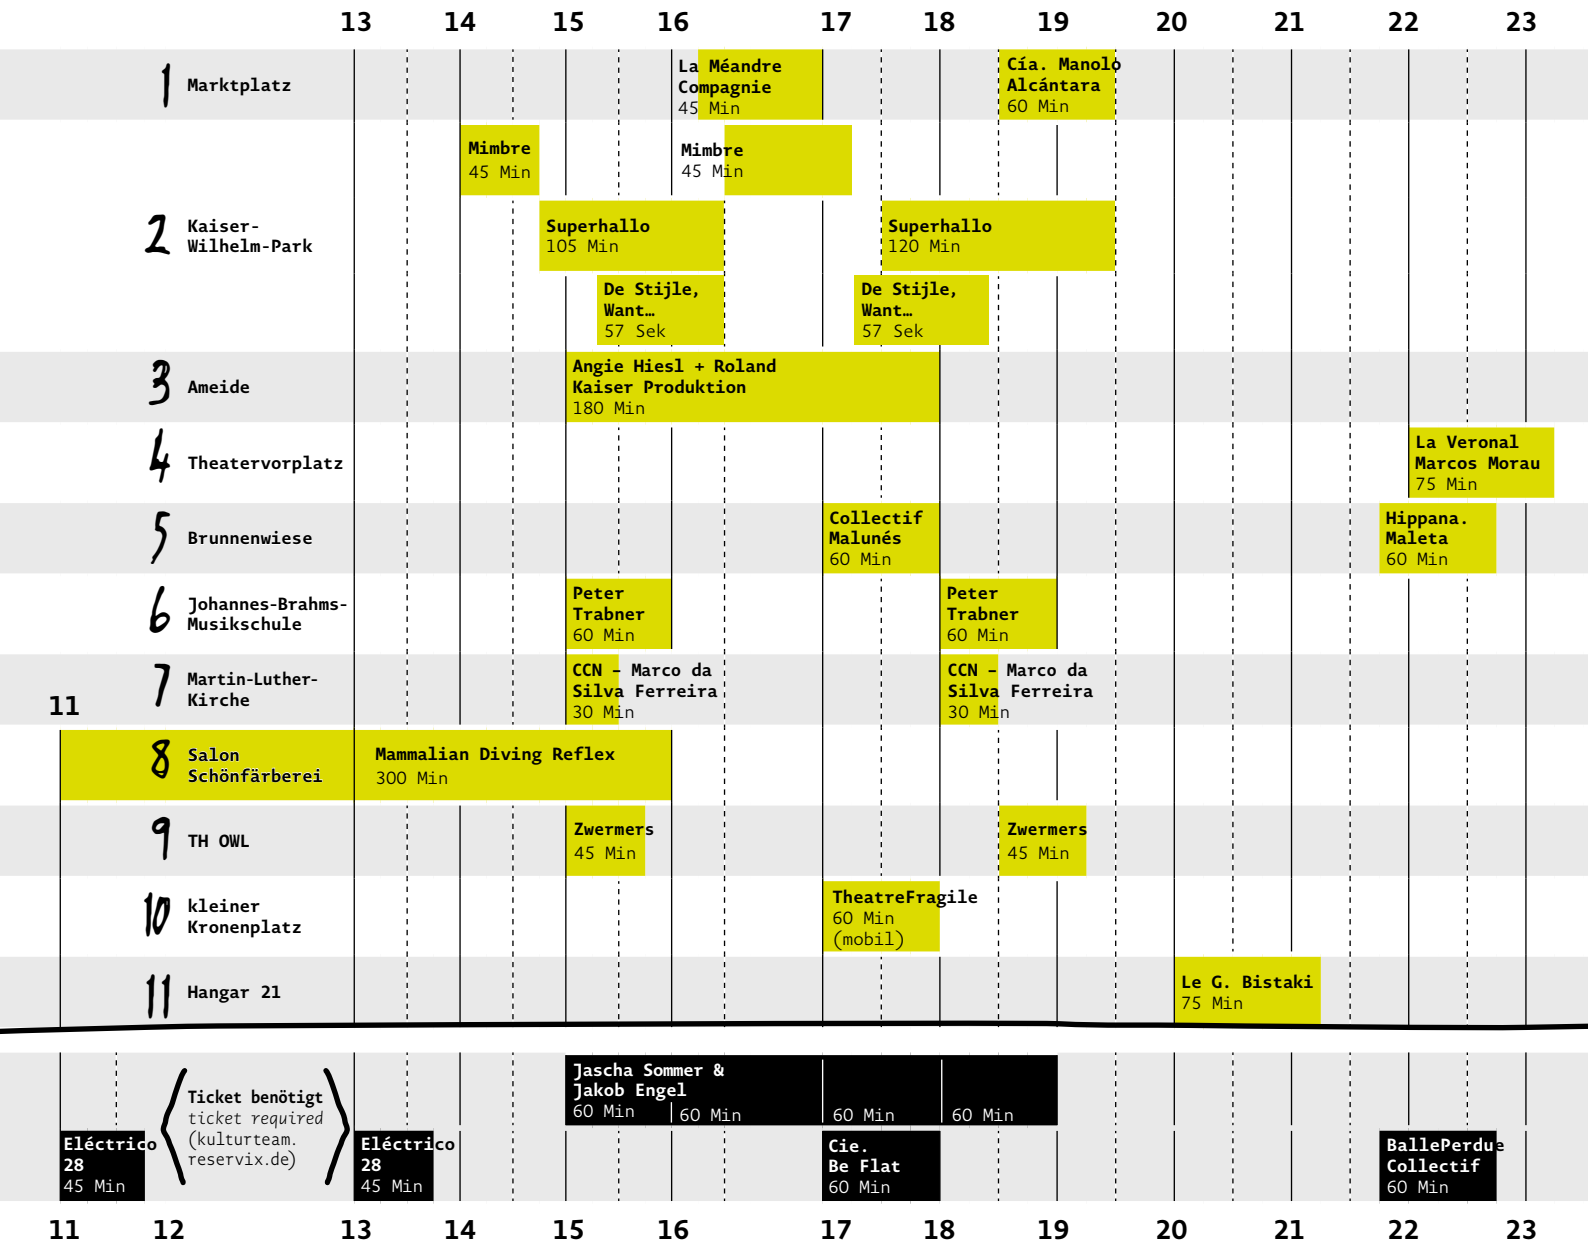 13 14 15 16 17 18 19 20 21 22 23
1 Marktplatz
La Méandre
Compagnie
45 Min
Cía. Manolo
Alcántara
60 Min
2 Kaiser-
Wilhelm-Park
Mimbre
45 Min
Mimbre
45 Min
Superhallo
105 Min
Superhallo
120 Min
De Stijle,
Want…
57 Sek
De Stijle,
Want…
57 Sek
3 Ameide
Angie Hiesl + Roland
Kaiser Produktion
180 Min
4 Theatervorplatz
La Veronal
Marcos Morau
75 Min
5 Brunnenwiese
Collectif
Malunés
60 Min
Hippana.
Maleta
60 Min
6 Johannes-Brahms-
Musikschule
Peter
Trabner
60 Min
Peter
Trabner
60 Min
7 Martin-Luther-
Kirche
CCN – Marco da
Silva Ferreira
30 Min
CCN – Marco da
Silva Ferreira
30 Min
11
8 Salon
Schönfärberei
Mammalian Diving Reflex
300 Min
9 TH OWL
Zwermers
45 Min
Zwermers
45 Min
10 kleiner
Kronenplatz
TheatreFragile
60 Min
(mobil)
11 Hangar 21
Le G. Bistaki
75 Min
Jascha Sommer &
Jakob Engel
60 Min 60 Min 60 Min 60 Min
Ticket benötigt
ticket required
(kulturteam.
reservix.de)
Eléctrico
28
45 Min
Eléctrico
28
45 Min
Cie.
Be Flat
60 Min
BallePerdue
Collectif
60 Min
11 12 13 14 15 16 17 18 19 20 21 22 23